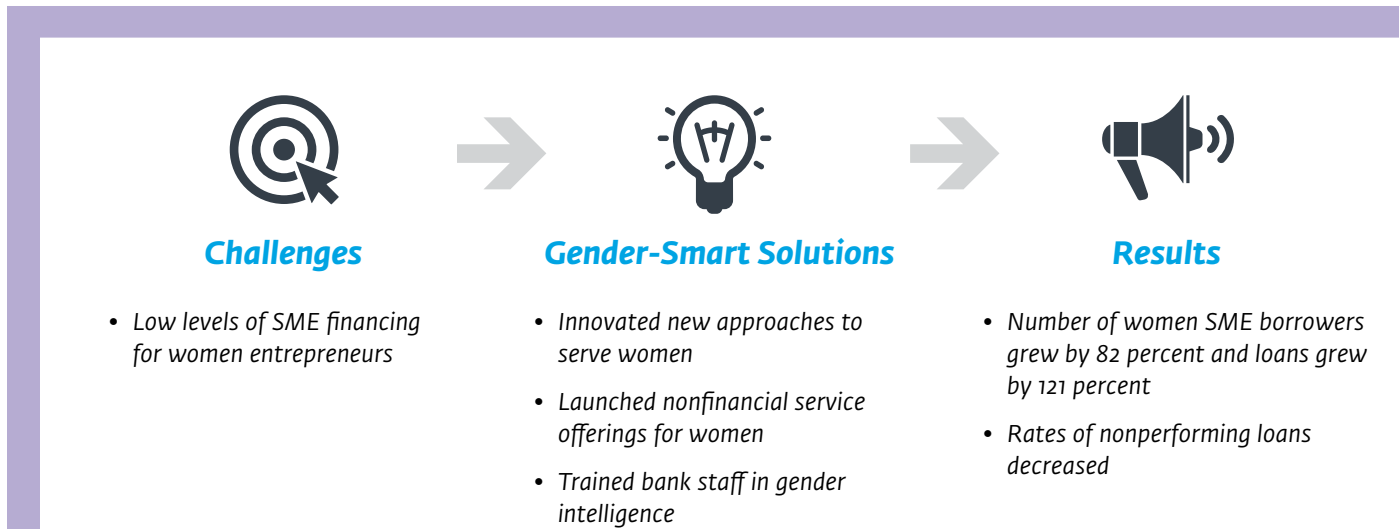 Challenges
• Low levels of SME financing
for women entrepreneurs
Gender-Smart Solutions
• Innovated new approaches to
serve women
• Launched nonfinancial service
offerings for women
• Trained bank staff in gender
intelligence
Results
• Number of women SME borrowers
grew by 82 percent and loans grew
by 121 percent
• Rates of nonperforming loans
decreased